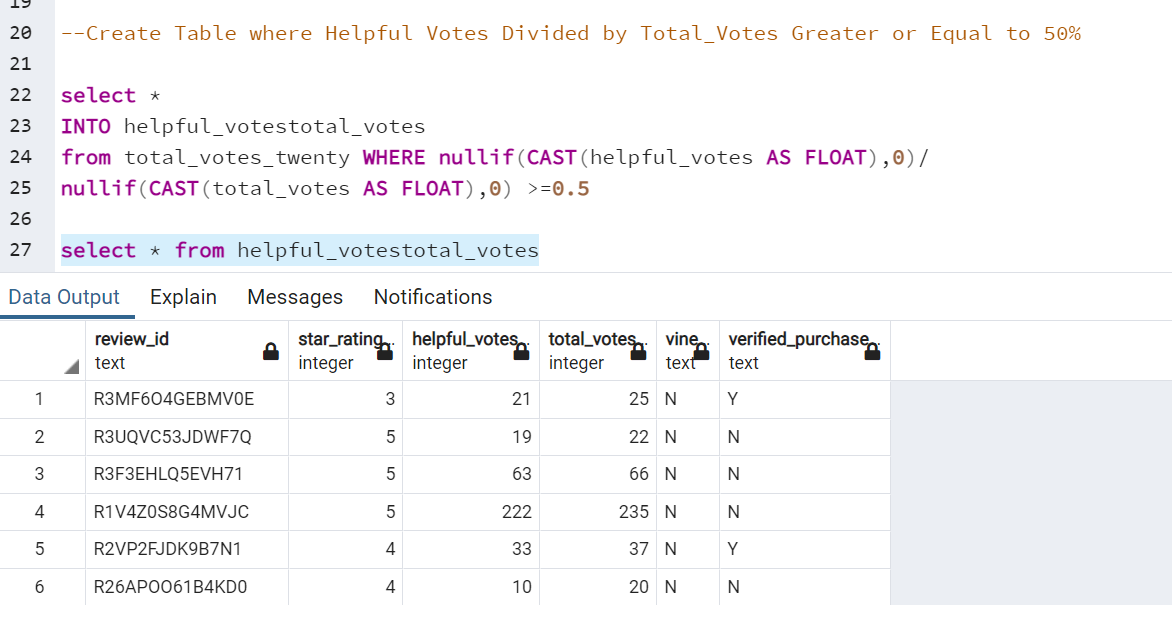 19
20 --Create Table where Helpful Votes Divided by Total_Votes Greater or Equal to 50%
21
22 select *
23 INTO helpful_votestotal_votes
24 from total_votes_twenty WHERE nullif(CAST(helpful_votes AS FLOAT),0)/
25 nullif(CAST(total_votes AS FLOAT),0) >=0.5
26
27 select * from helpful_votestotal_votes
Data Output Explain Messages Notifications
review_id star_rating.. helpful_votes.. total_votes.. vine.. verified_purchase..
text integer integer integer text text
1 R3MF6O4GEBMV0E 3 21 25 N Y
2 R3UQVC53JDWF7Q 5 19 22 N N
3 R3F3EHLQ5EVH71 5 63 66 N N
4 R1V4Z0S8G4MVJC 5 222 235 N N
5 R2VP2FJDK9B7N1 4 33 37 N Y
6 R26APOO61B4KD0 4 10 20 N N